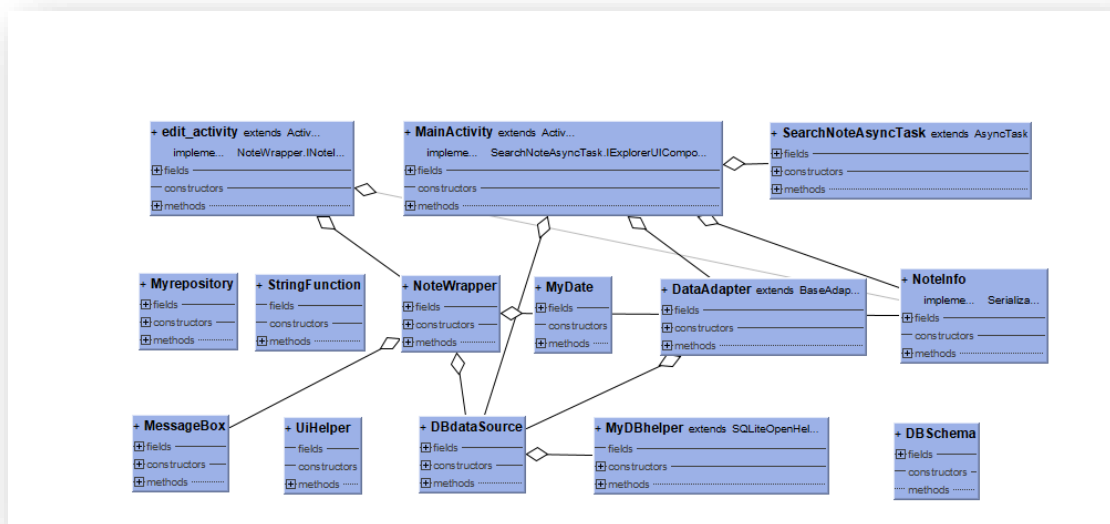 + edit_activity extends Activ...
impleme... NoteWrapper.INoteI...
fields
constructors
methods
+ MainActivity extends Activ...
impleme... SearchNoteAsyncTask.IExplorerUICompo...
fields
constructors
methods
+ SearchNoteAsyncTask extends AsyncTask
fields
constructors
methods
+ Myrepository
fields
constructors
methods
+ StringFunction
fields
constructors
methods
+ NoteWrapper
fields
constructors
methods
+ MyDate
fields
constructors
methods
+ DataAdapter extends BaseAdap...
fields
constructors
methods
+ NoteInfo
impleme... Serializa...
fields
constructors
methods
+ MessageBox
fields
constructors
methods
+ UiHelper
fields
constructors
methods
+ DBdataSource
fields
constructors
methods
+ MyDBhelper extends SQLiteOpenHel...
fields
constructors
methods
+ DBSchema
fields
constructors
methods